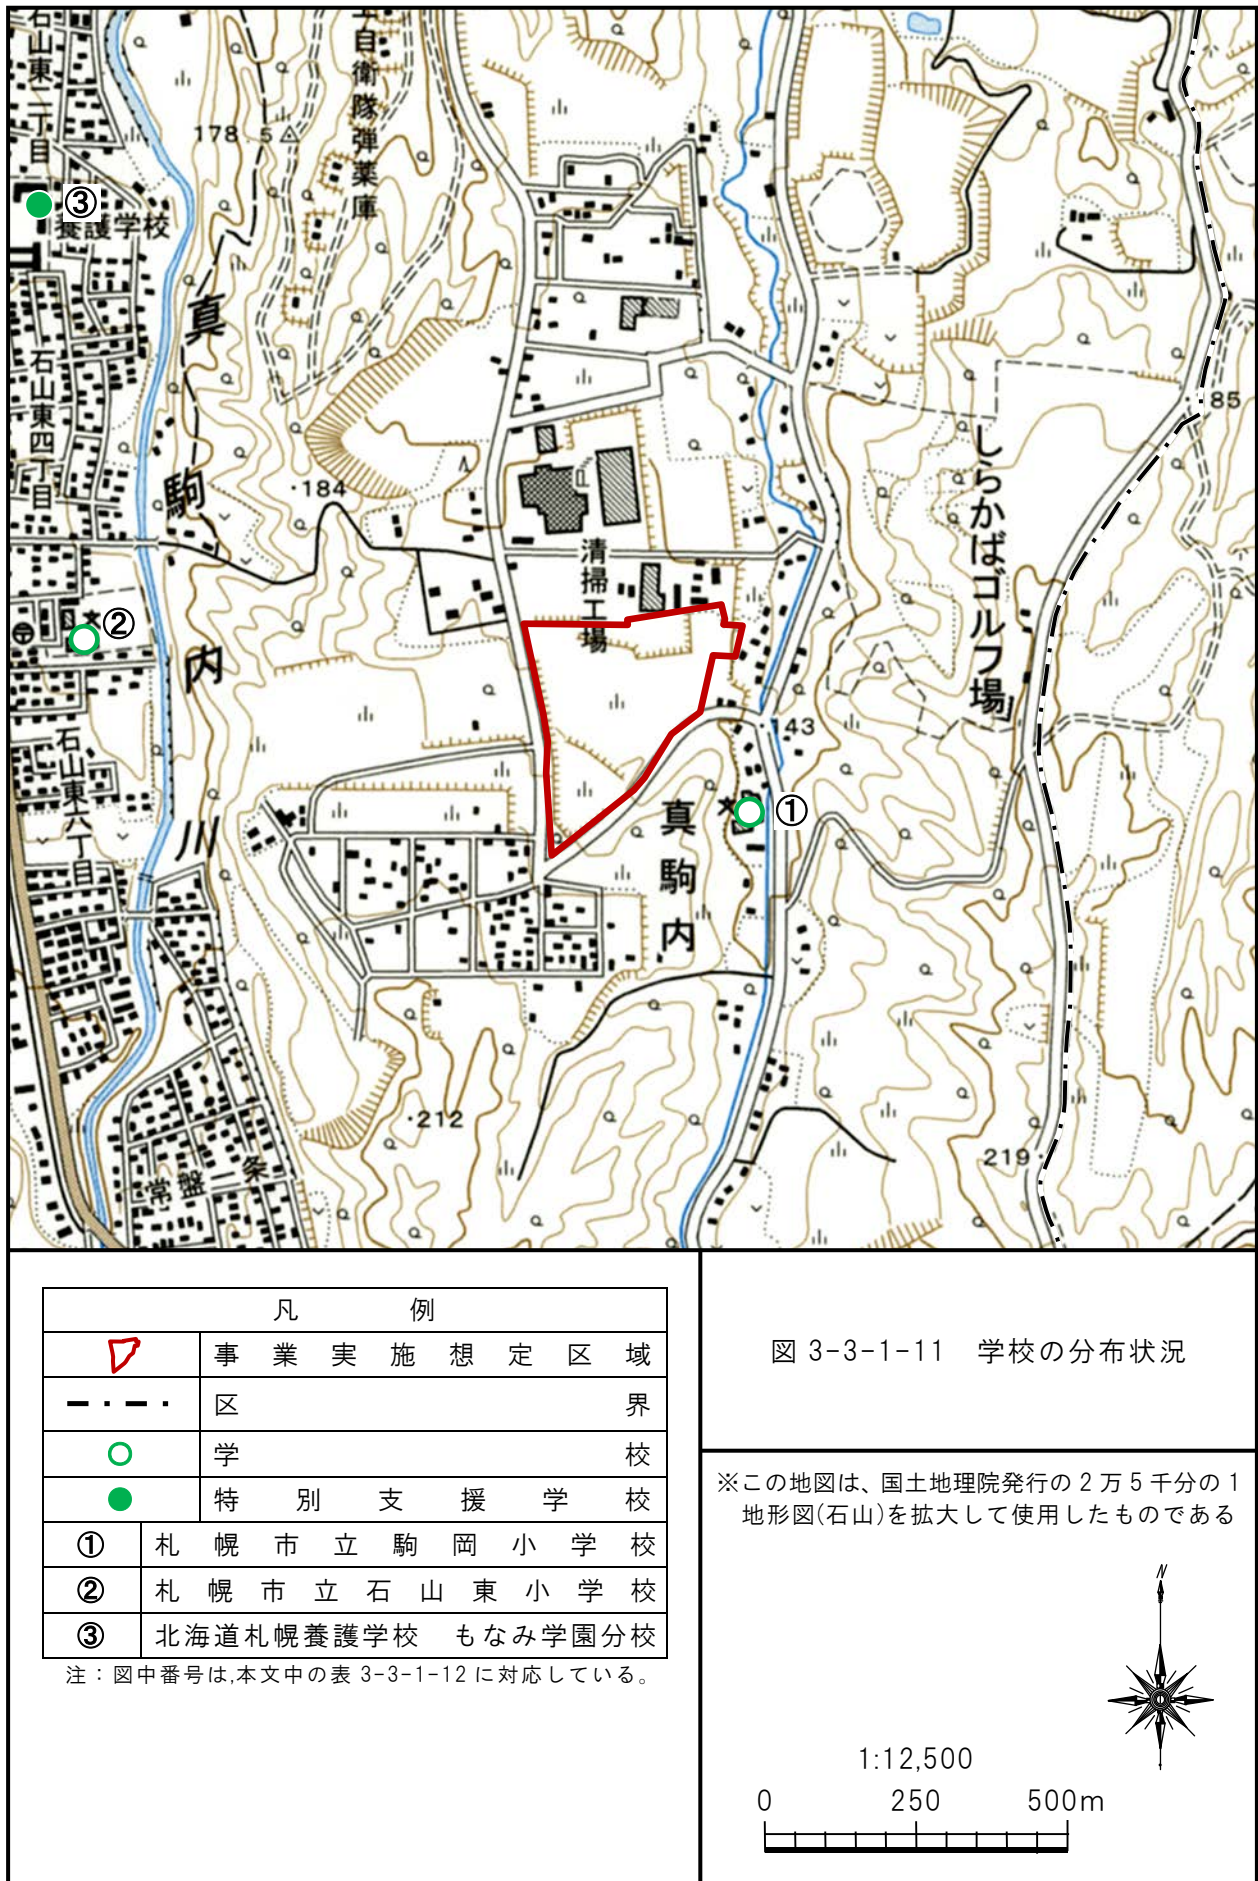 石山東二丁目
自衛隊弾薬庫
178.5
③
養護学校
真駒内川
石山東四丁目
・184
85
しらかばゴルフ場
清掃工場
②
43
石山東六丁目
真駒内
①
・212
219
常盤一条
凡 例
事業実施想定区域
区 界
学 校
特別支援学校
① 札幌市立駒岡小学校
② 札幌市立石山東小学校
③ 北海道札幌養護学校 もなみ学園分校
注：図中番号は,本文中の表 3-3-1-12 に対応している。
図 3-3-1-11 学校の分布状況
※この地図は、国土地理院発行の 2 万 5 千分の 1
地形図(石山)を拡大して使用したものである
N
1:12,500
0 250 500m